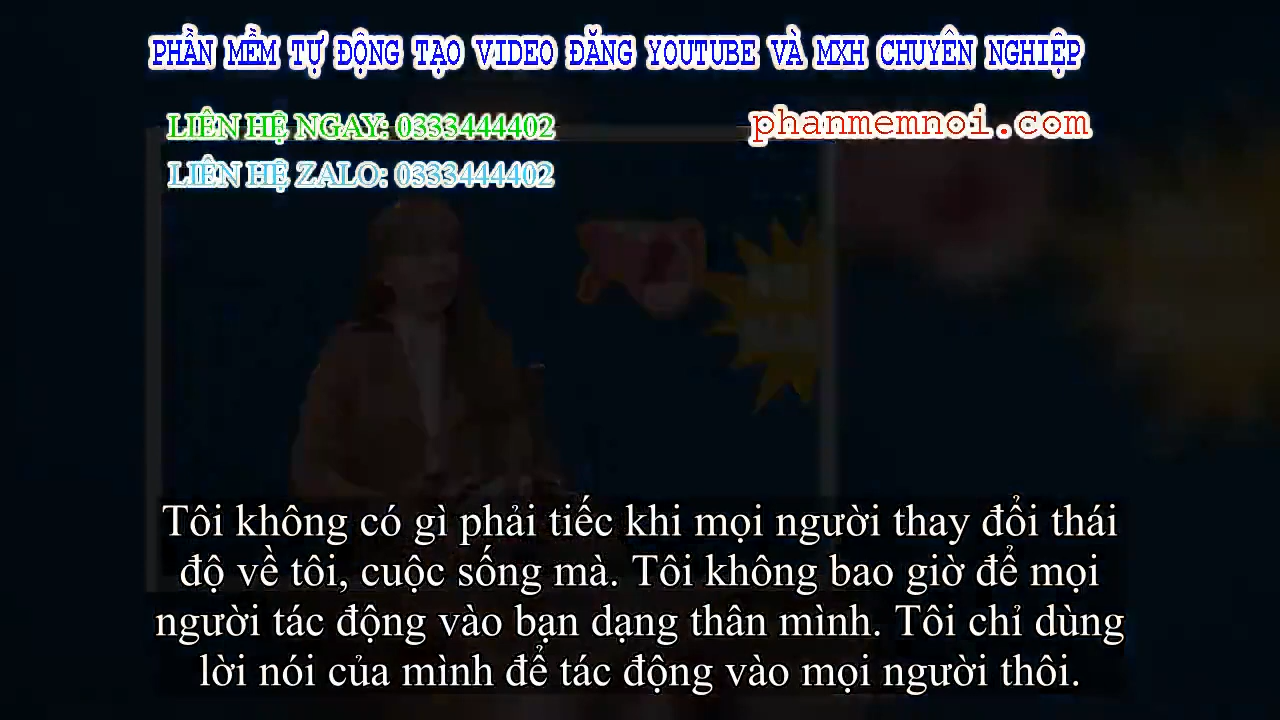 PHẦN MỀM TỰ ĐỘNG TẠO VIDEO ĐĂNG YOUTUBE VÀ MXH CHUYÊN NGHIỆP
LIÊN HỆ NGAY: 0333444402
phanmemnoi.com
LIÊN HỆ ZALO: 0333444402
Tôi không có gì phải tiếc khi mọi người thay đổi thái
độ về tôi, cuộc sống mà. Tôi không bao giờ để mọi
người tác động vào bạn dạng thân mình. Tôi chỉ dùng
lời nói của mình để tác động vào mọi người thôi.